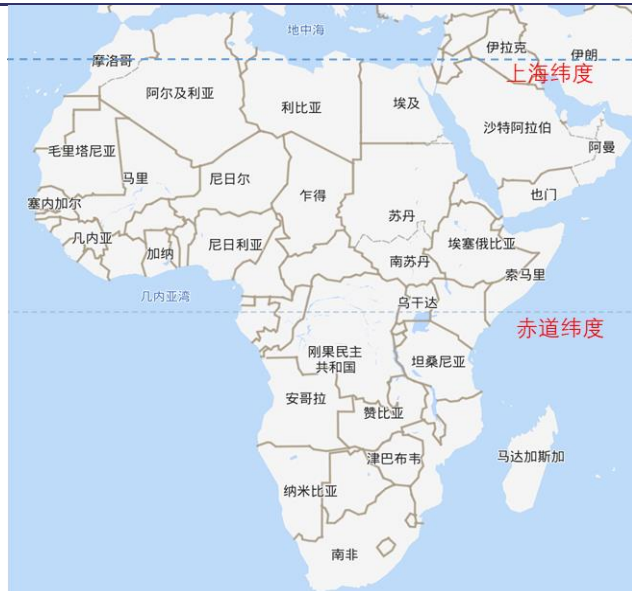 地中海
伊拉克
伊朗
摩洛哥
上海纬度
阿尔及利亚
利比亚
埃及
沙特阿拉伯
阿曼
毛里塔尼亚
马里
尼日尔
乍得
也门
塞内加尔
苏丹
几内亚
加纳
尼日利亚
埃塞俄比亚
南苏丹
索马里
几内亚湾
乌干达
赤道纬度
刚果民主
共和国
坦桑尼亚
安哥拉
赞比亚
马达加斯加
津巴布韦
纳米比亚
南非